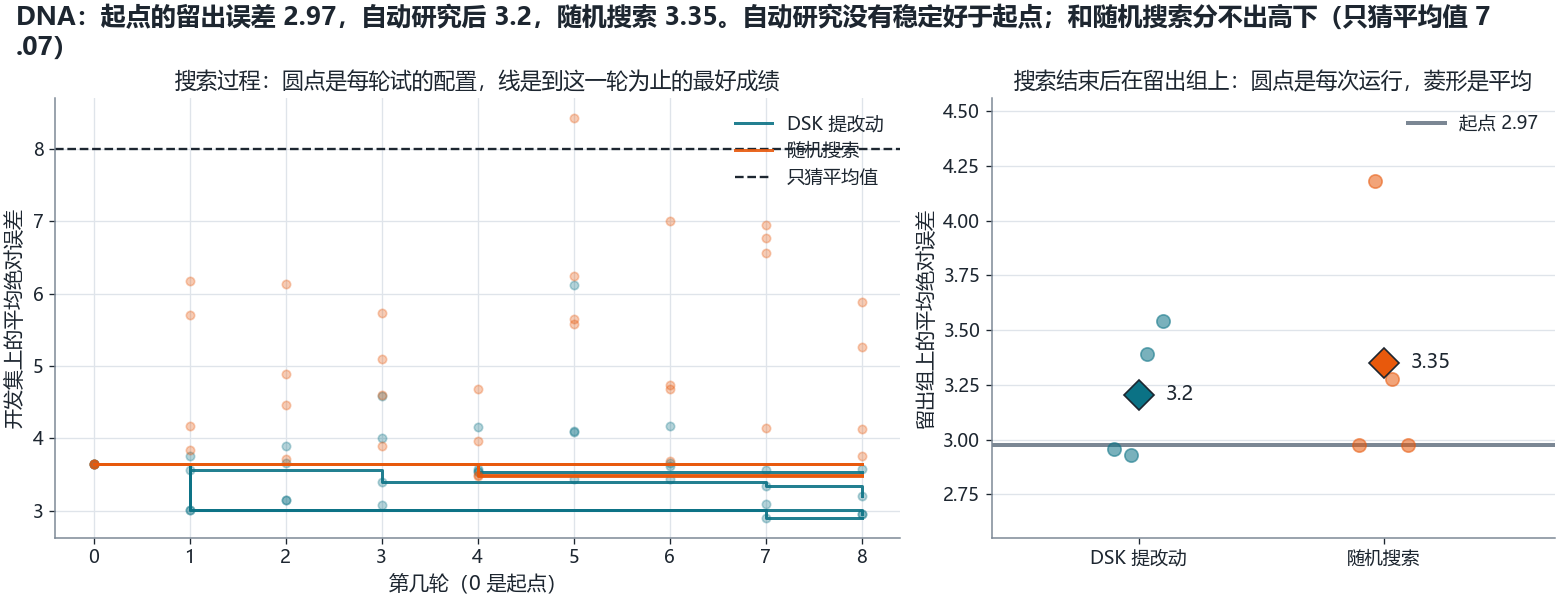 DNA：起点的留出误差 2.97，自动研究后 3.2，随机搜索 3.35。自动研究没有稳定好于起点；和随机搜索分不出高下（只猜平均值 7
.07）
搜索过程：圆点是每轮试的配置，线是到这一轮为止的最好成绩
DSK 提改动
随机搜索
只猜平均值
开发集上的平均绝对误差
8
7
6
5
4
3
0 1 2 3 4 5 6 7 8
第几轮（0 是起点）
搜索结束后在留出组上：圆点是每次运行，菱形是平均
起点 2.97
留出组上的平均绝对误差
4.50
4.25
4.00
3.75
3.50
3.25
3.00
2.75
3.2
3.35
DSK 提改动
随机搜索